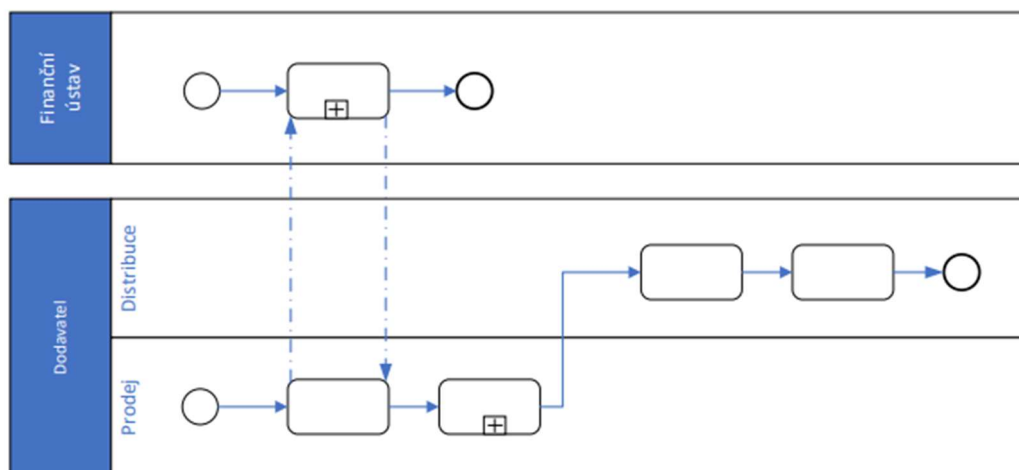 Finanční
ústav
Dodavatel
Distribuce
Prodej